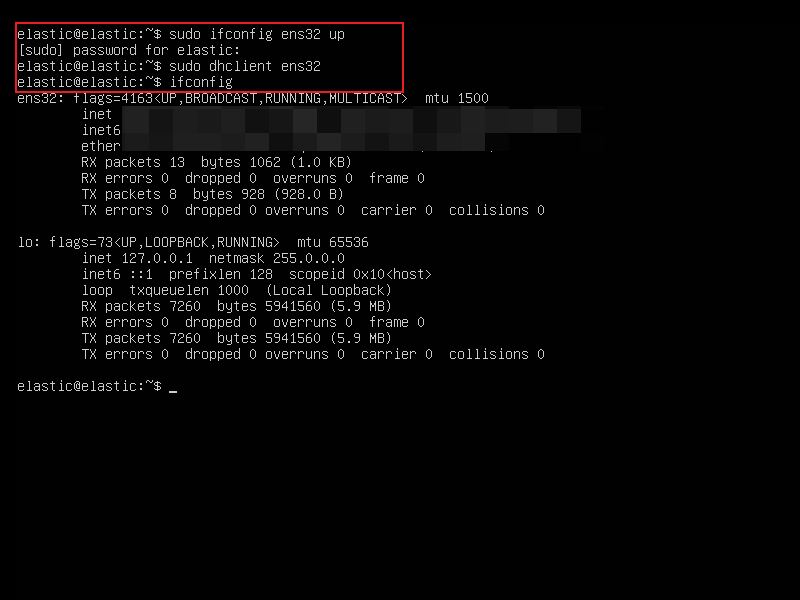 elastic@elastic:~$ sudo ifconfig ens32 up
[sudo] password for elastic:
elastic@elastic:~$ sudo dhclient ens32
elastic@elastic:~$ ifconfig
ens32: flags=4163<UP,BROADCAST,RUNNING,MULTICAST>  mtu 1500
inet
inet6
ether
RX packets 13  bytes 1062 (1.0 KB)
RX errors 0  dropped 0  overruns 0  frame 0
TX packets 8  bytes 928 (928.0 B)
TX errors 0  dropped 0 overruns 0  carrier 0  collisions 0
lo: flags=73<UP,LOOPBACK,RUNNING>  mtu 65536
inet 127.0.0.1  netmask 255.0.0.0
inet6 ::1  prefixlen 128  scopeid 0x10<host>
loop  txqueuelen 1000  (Local Loopback)
RX packets 7260  bytes 5941560 (5.9 MB)
RX errors 0  dropped 0  overruns 0  frame 0
TX packets 7260  bytes 5941560 (5.9 MB)
TX errors 0  dropped 0 overruns 0  carrier 0  collisions 0
elastic@elastic:~$ _